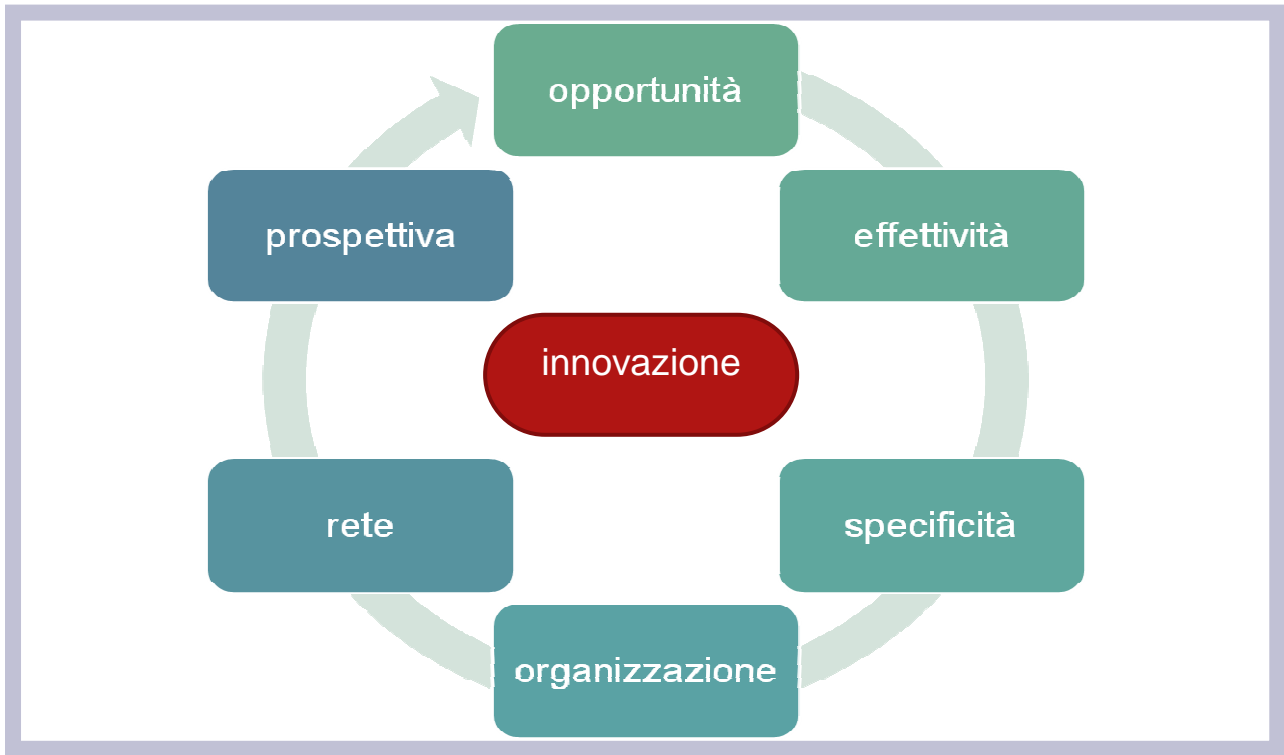 opportunità
effettività
specificità
organizzazione
rete
prospettiva
innovazione